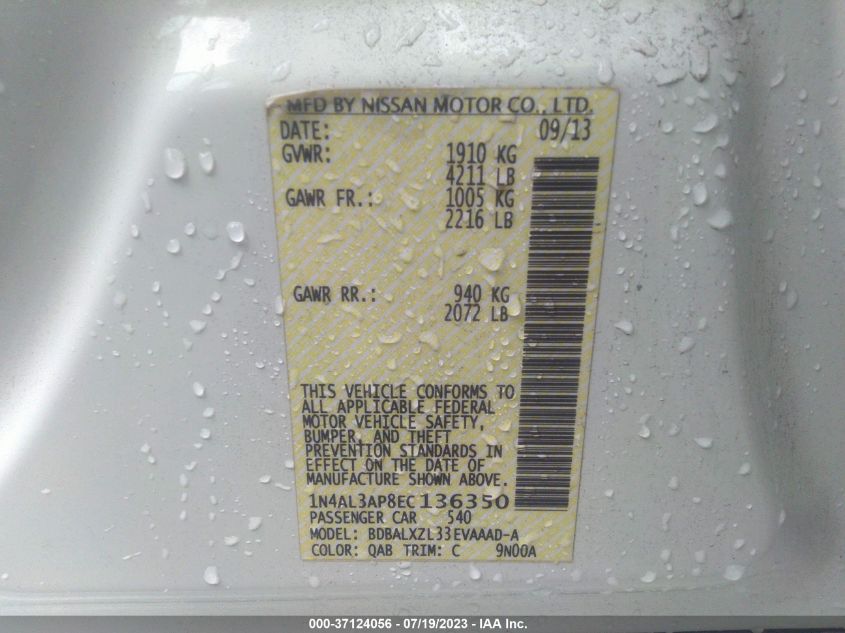 MFD BY NISSAN MOTOR CO., LTD.
DATE: 09/13
GVWR: 1910 KG
4211 LB
GAWR FR.: 1005 KG
2216 LB
GAWR RR.: 940 KG
2072 LB
THIS VEHICLE CONFORMS TO
ALL APPLICABLE FEDERAL
MOTOR VEHICLE SAFETY,
BUMPER, AND THEFT
PREVENTION STANDARDS IN
EFFECT ON THE DATE OF
MANUFACTURE SHOWN ABOVE.
1N4AL3AP8EC136350
PASSENGER CAR 540
MODEL: BDBALXZL33EVAAAD-A
COLOR: QAB TRIM: C 9N00A
000-37124056 - 07/19/2023 - IAA Inc.